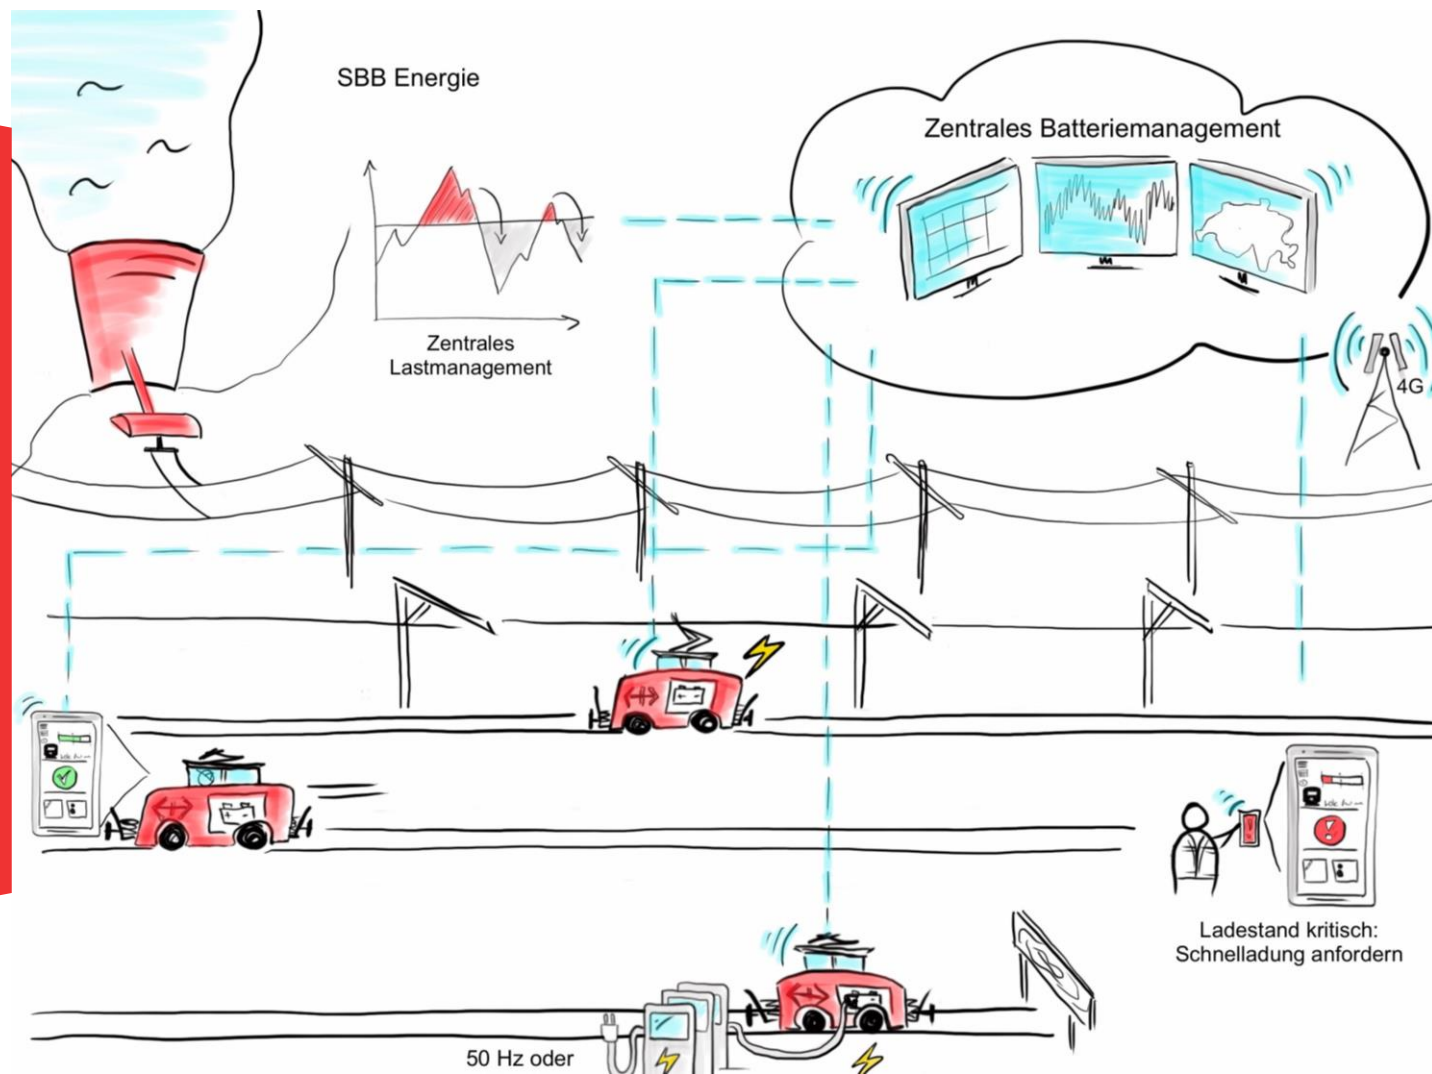 SBB Energie
Zentrales Batteriemanagement
Zentrales
Lastmanagement
4G
Ladestand kritisch:
Schnelladung anfordern
50 Hz oder